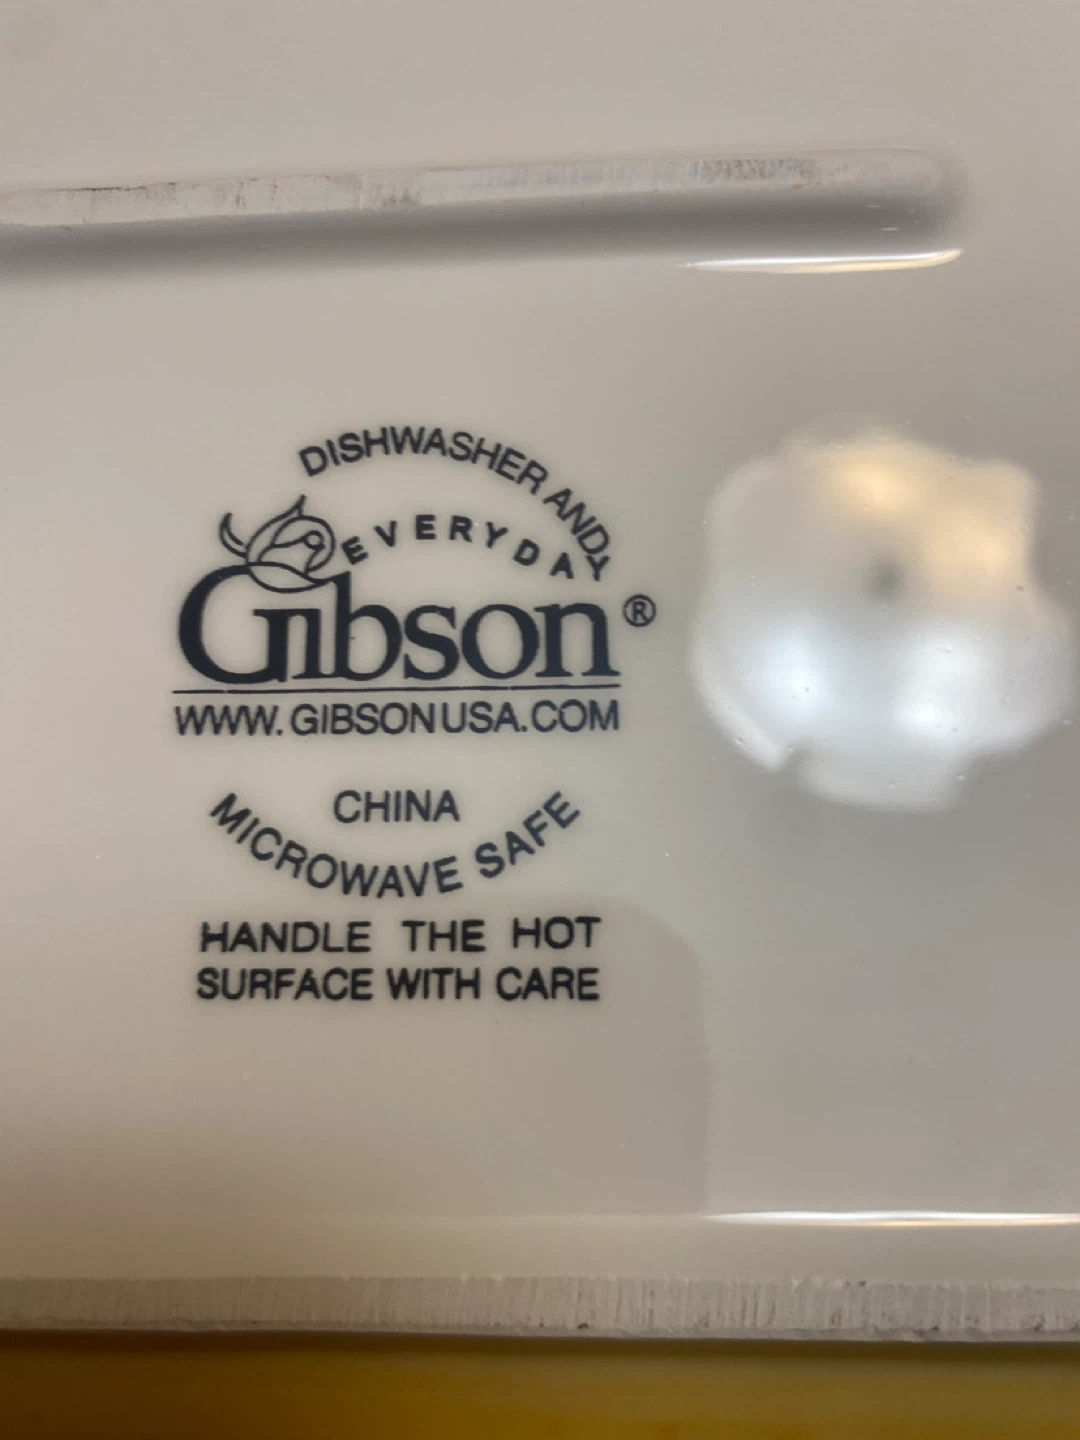 DISHWASHER AND
EVERYDAY
Gibson®
WWW.GIBSONUSA.COM
CHINA
MICROWAVE SAFE
HANDLE THE HOT
SURFACE WITH CARE